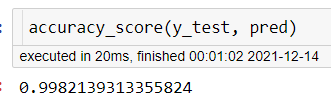 accuracy_score(y_test, pred)
executed in 20ms, finished 00:01:02 2021-12-14
0.9982139313355824